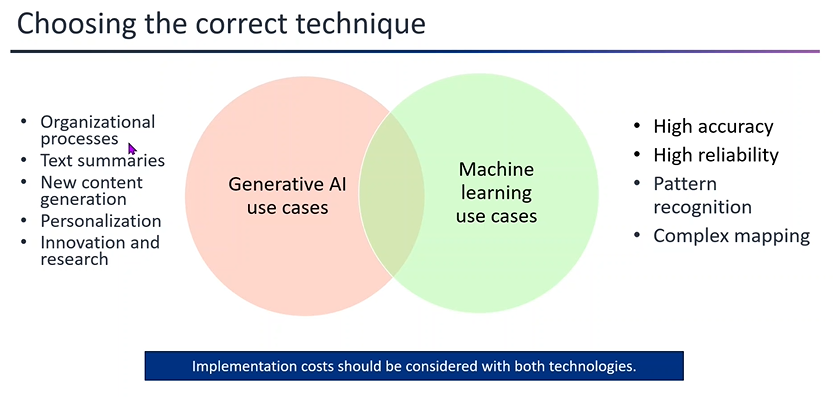 Choosing the correct technique
• Organizational
processes
• Text summaries
• New content
generation
• Personalization
• Innovation and
research
Generative AI
use cases
Machine
learning
use cases
• High accuracy
• High reliability
• Pattern
recognition
• Complex mapping
Implementation costs should be considered with both technologies.